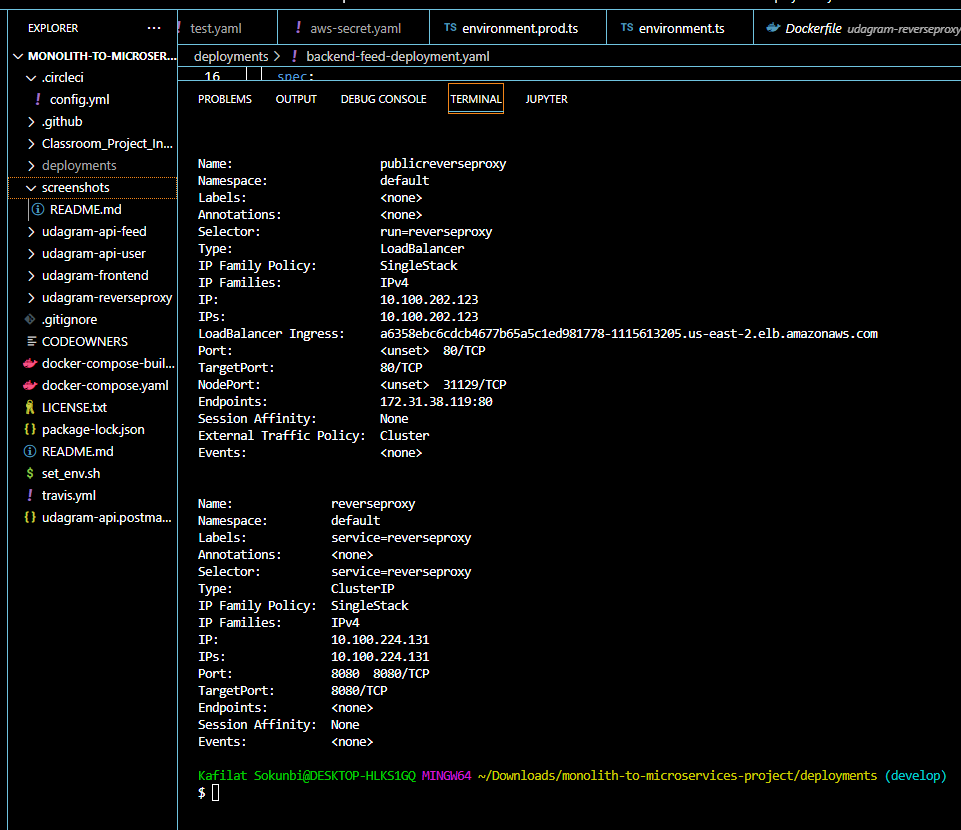 EXPLORER
···
test.yaml
aws-secret.yaml
TS environment.prod.ts
TS environment.ts
Dockerfile udagram-reverseproxy
MONOLITH-TO-MICROSER...
.circleci
! config.yml
.github
Classroom_Project_In...
deployments
screenshots
README.md
udagram-api-feed
udagram-api-user
udagram-frontend
udagram-reverseproxy
.gitignore
CODEOWNERS
docker-compose-buil...
docker-compose.yaml
LICENSE.txt
{} package-lock.json
README.md
$ set_env.sh
! travis.yml
{} udagram-api.postma...
deployments > ! backend-feed-deployment.yaml
16 spec:
PROBLEMS OUTPUT DEBUG CONSOLE TERMINAL JUPYTER
Name: publicreverseproxy
Namespace: default
Labels: <none>
Annotations: <none>
Selector: run=reverseproxy
Type: LoadBalancer
IP Family Policy: SingleStack
IP Families: IPv4
IP: 10.100.202.123
IPs: 10.100.202.123
LoadBalancer Ingress: a6358ebc6cdcb4677b65a5c1ed981778-1115613205.us-east-2.elb.amazonaws.com
Port: <unset> 80/TCP
TargetPort: 80/TCP
NodePort: <unset> 31129/TCP
Endpoints: 172.31.38.119:80
Session Affinity: None
External Traffic Policy: Cluster
Events: <none>
Name: reverseproxy
Namespace: default
Labels: service=reverseproxy
Annotations: <none>
Selector: service=reverseproxy
Type: ClusterIP
IP Family Policy: SingleStack
IP Families: IPv4
IP: 10.100.224.131
IPs: 10.100.224.131
Port: 8080 8080/TCP
TargetPort: 8080/TCP
Endpoints: <none>
Session Affinity: None
Events: <none>
Kafilat Sokunbi@DESKTOP-HLKS1GQ MINGW64 ~/Downloads/monolith-to-microservices-project/deployments (develop)
$